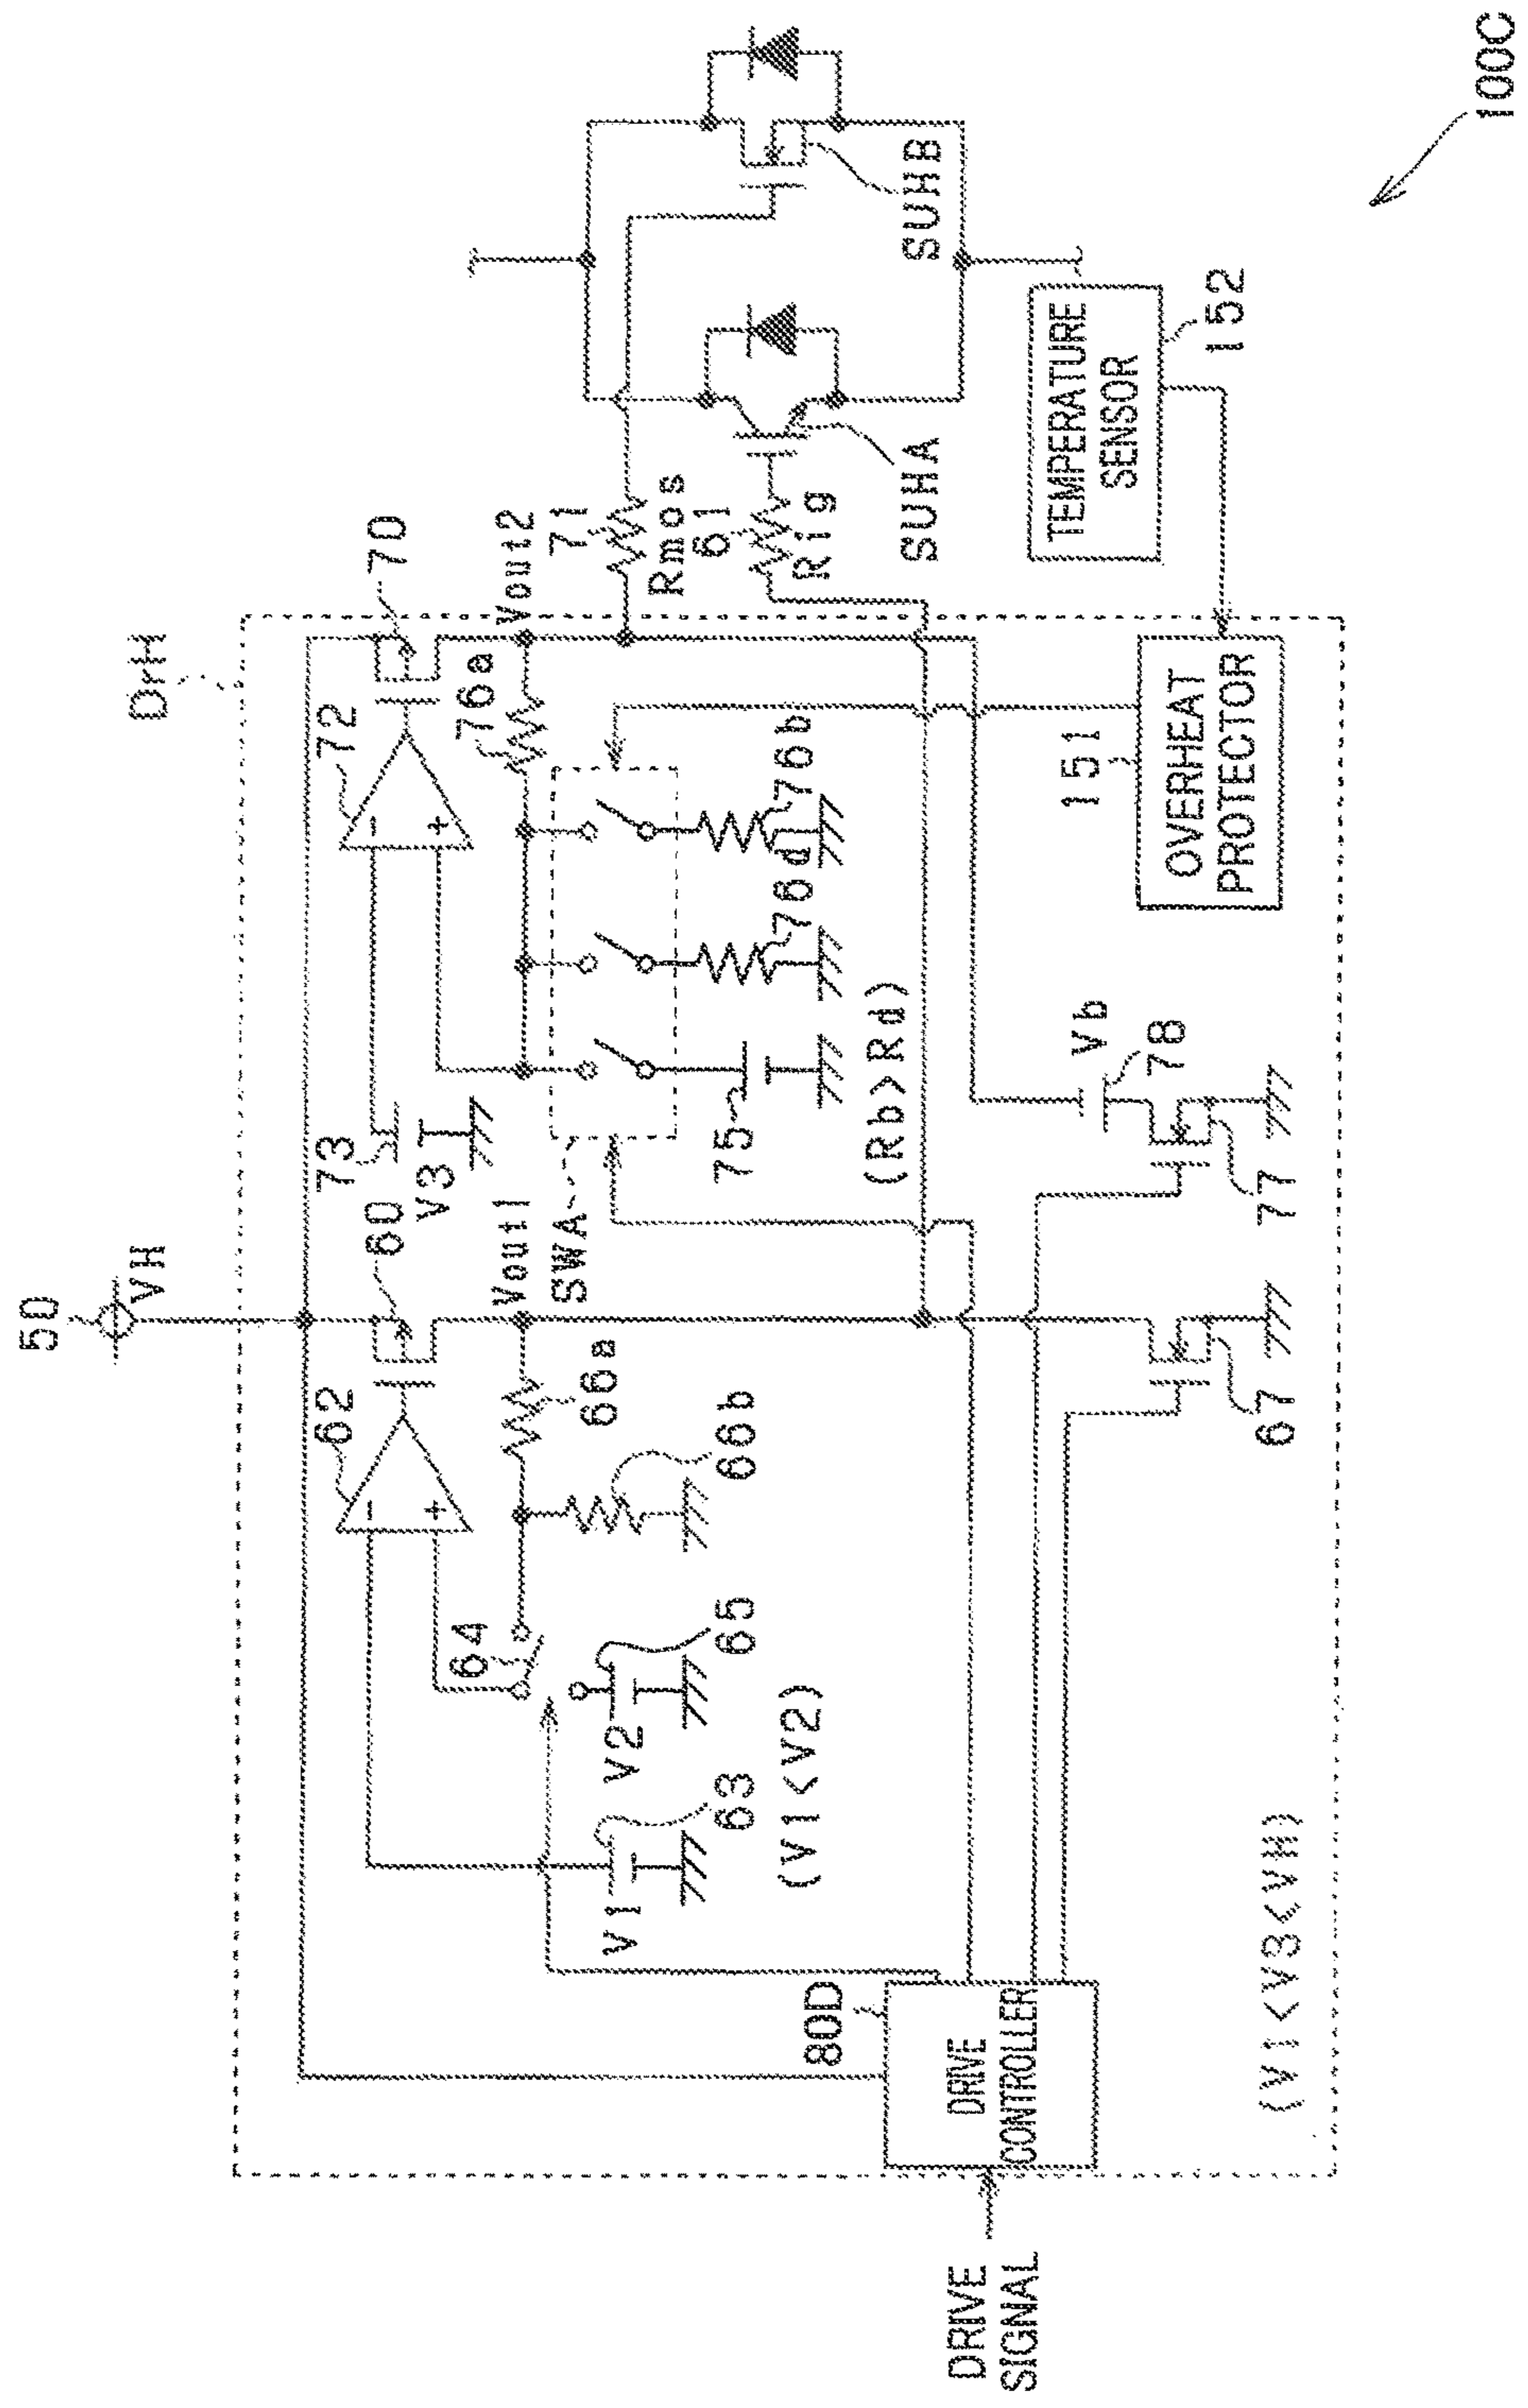 50
VH
DrH
62
60
72
70
73
V3
64
Vout1
76a
Vout2
66a
SWA
71
Rmos
V1
V2
63
65
66b
75
76d
76b
61
Rig
(V1<V2)
(Rb>Rd)
SUHA
SUHB
80D
DRIVE
CONTROLLER
DRIVE
SIGNAL
Vb
78
151
TEMPERATURE
SENSOR
152
OVERHEAT
PROTECTOR
67
77
(V1<V3<VH)
100C